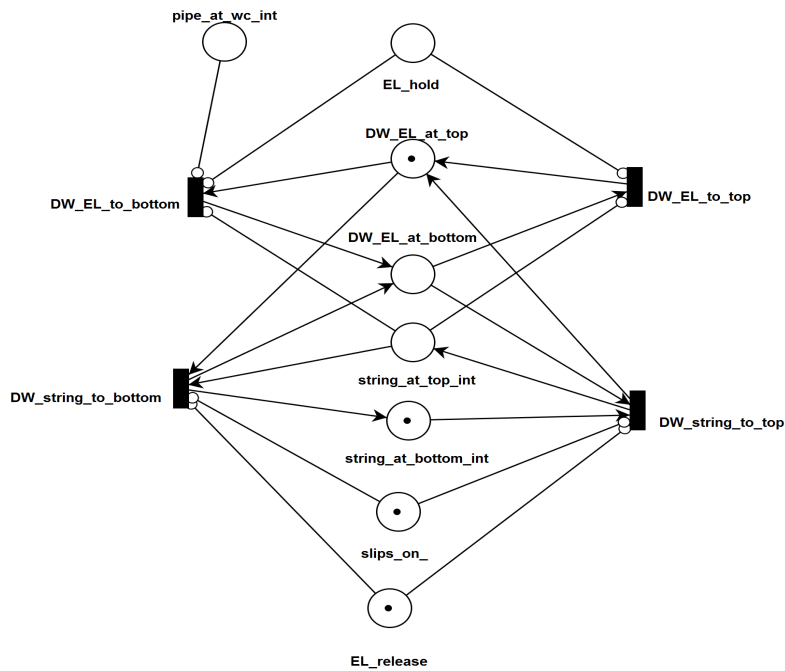 pipe_at_wc_int
EL_hold
DW_EL_at_top
DW_EL_to_bottom
DW_EL_to_top
DW_EL_at_bottom
string_at_top_int
DW_string_to_bottom
DW_string_to_top
string_at_bottom_int
slips_on_
EL_release